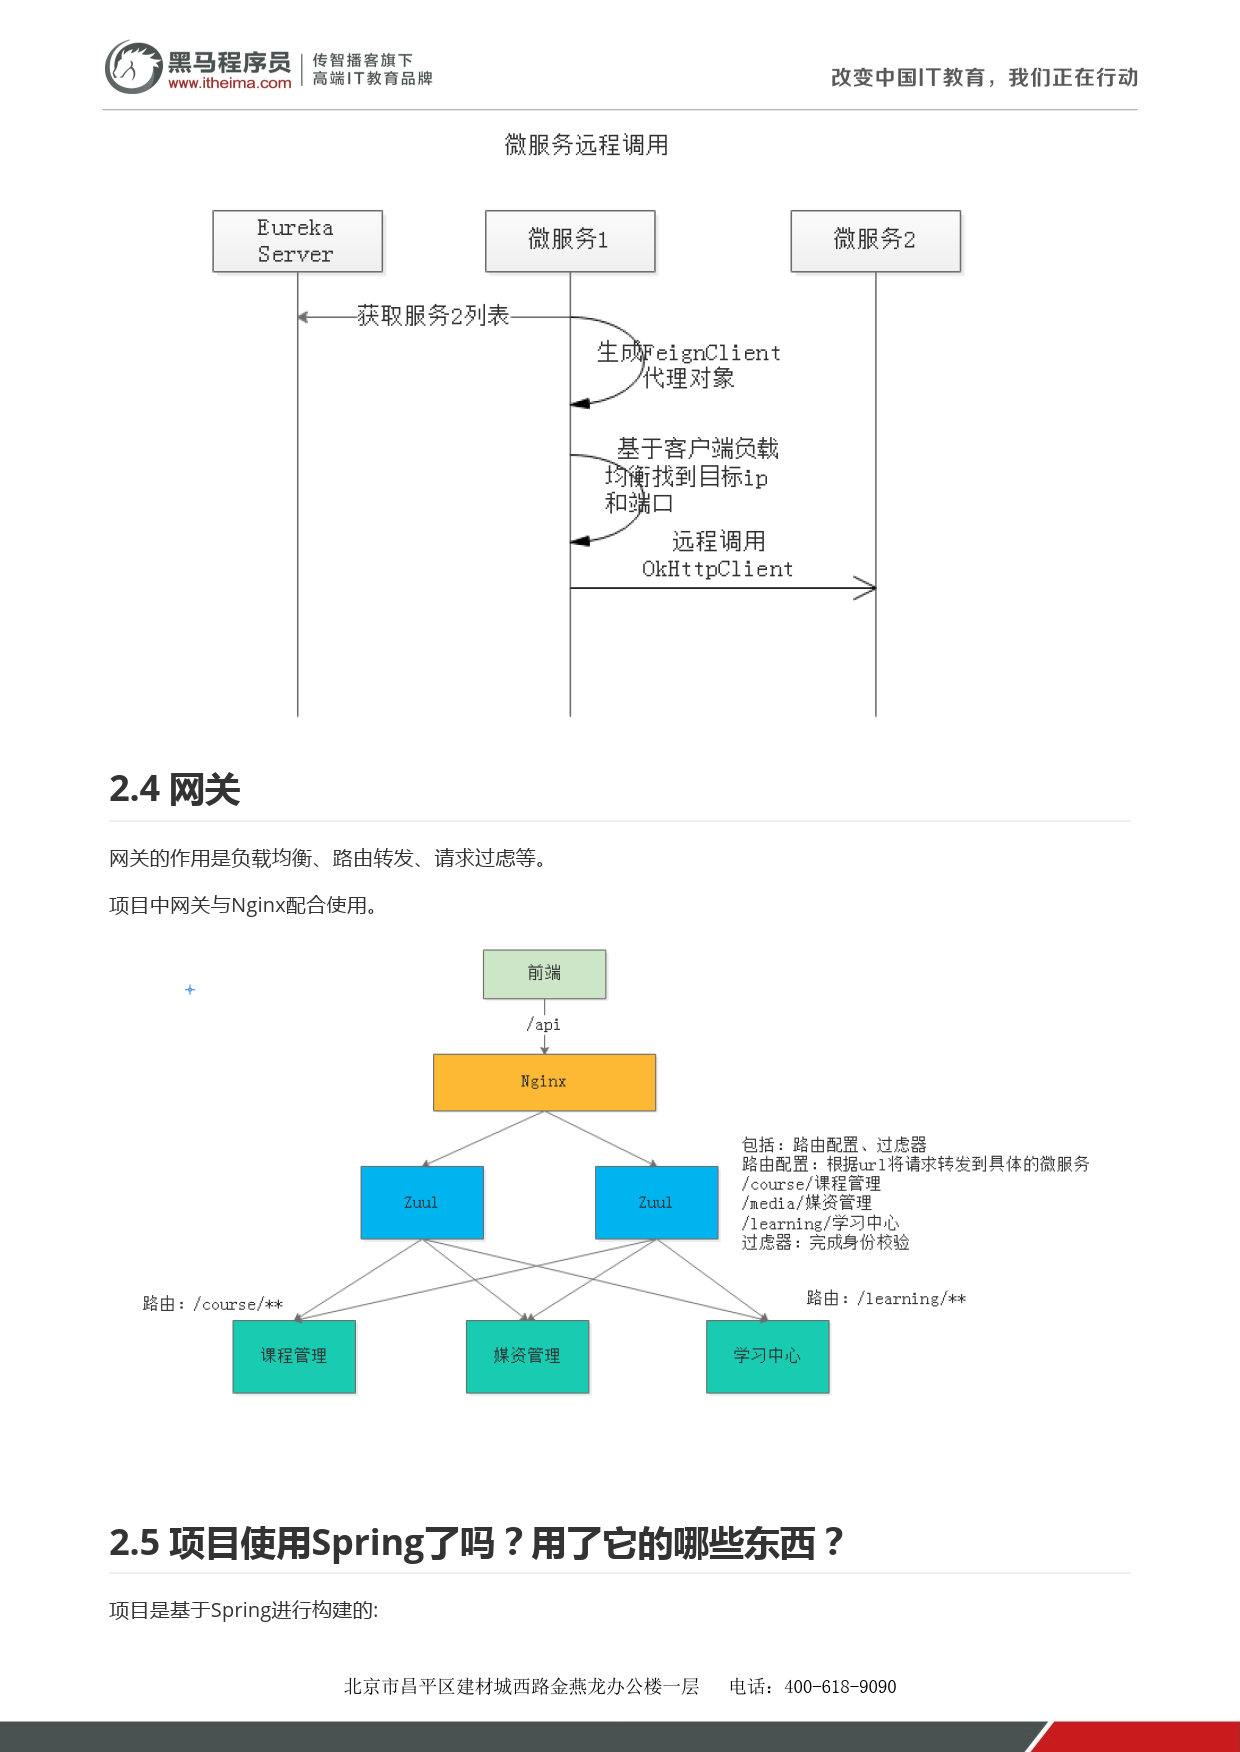 黑马程序员
www.itheima.com
传智播客旗下
高端IT教育品牌
改变中国IT教育，我们正在行动
微服务远程调用
Eureka
Server
微服务1
微服务2
获取服务2列表
生成FeignClient
代理对象
基于客户端负载
均衡找到目标ip
和端口
远程调用
OkHttpClient
2.4 网关
网关的作用是负载均衡、路由转发、请求过虑等。
项目中网关与Nginx配合使用。
前端
/api
Nginx
Zuul
Zuul
包括：路由配置、过虑器
路由配置：根据url将请求转发到具体的微服务
/course/课程管理
/media/媒资管理
/learning/学习中心
过虑器：完成身份校验
路由：/course/**
路由：/learning/**
课程管理
媒资管理
学习中心
2.5 项目使用Spring了吗？用了它的哪些东西？
项目是基于Spring进行构建的:
北京市昌平区建材城西路金燕龙办公楼一层 电话：400-618-9090